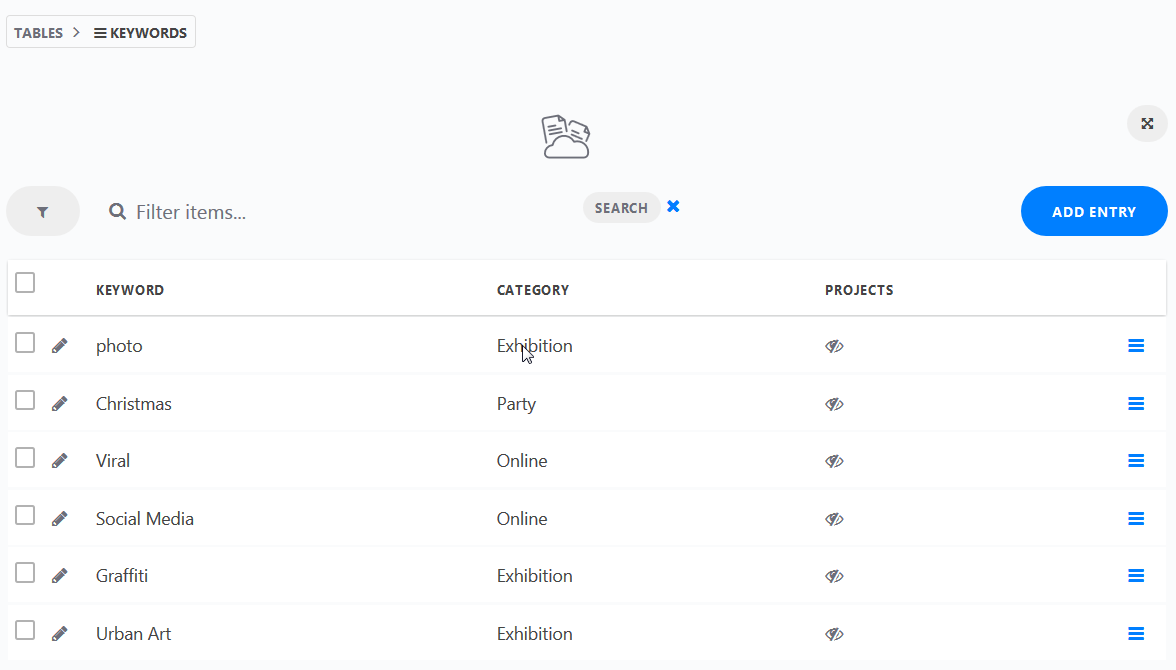 TABLES > KEYWORDS
Filter items... SEARCH ADD ENTRY
KEYWORD CATEGORY PROJECTS
photo Exhibition
Christmas Party
Viral Online
Social Media Online
Graffiti Exhibition
Urban Art Exhibition